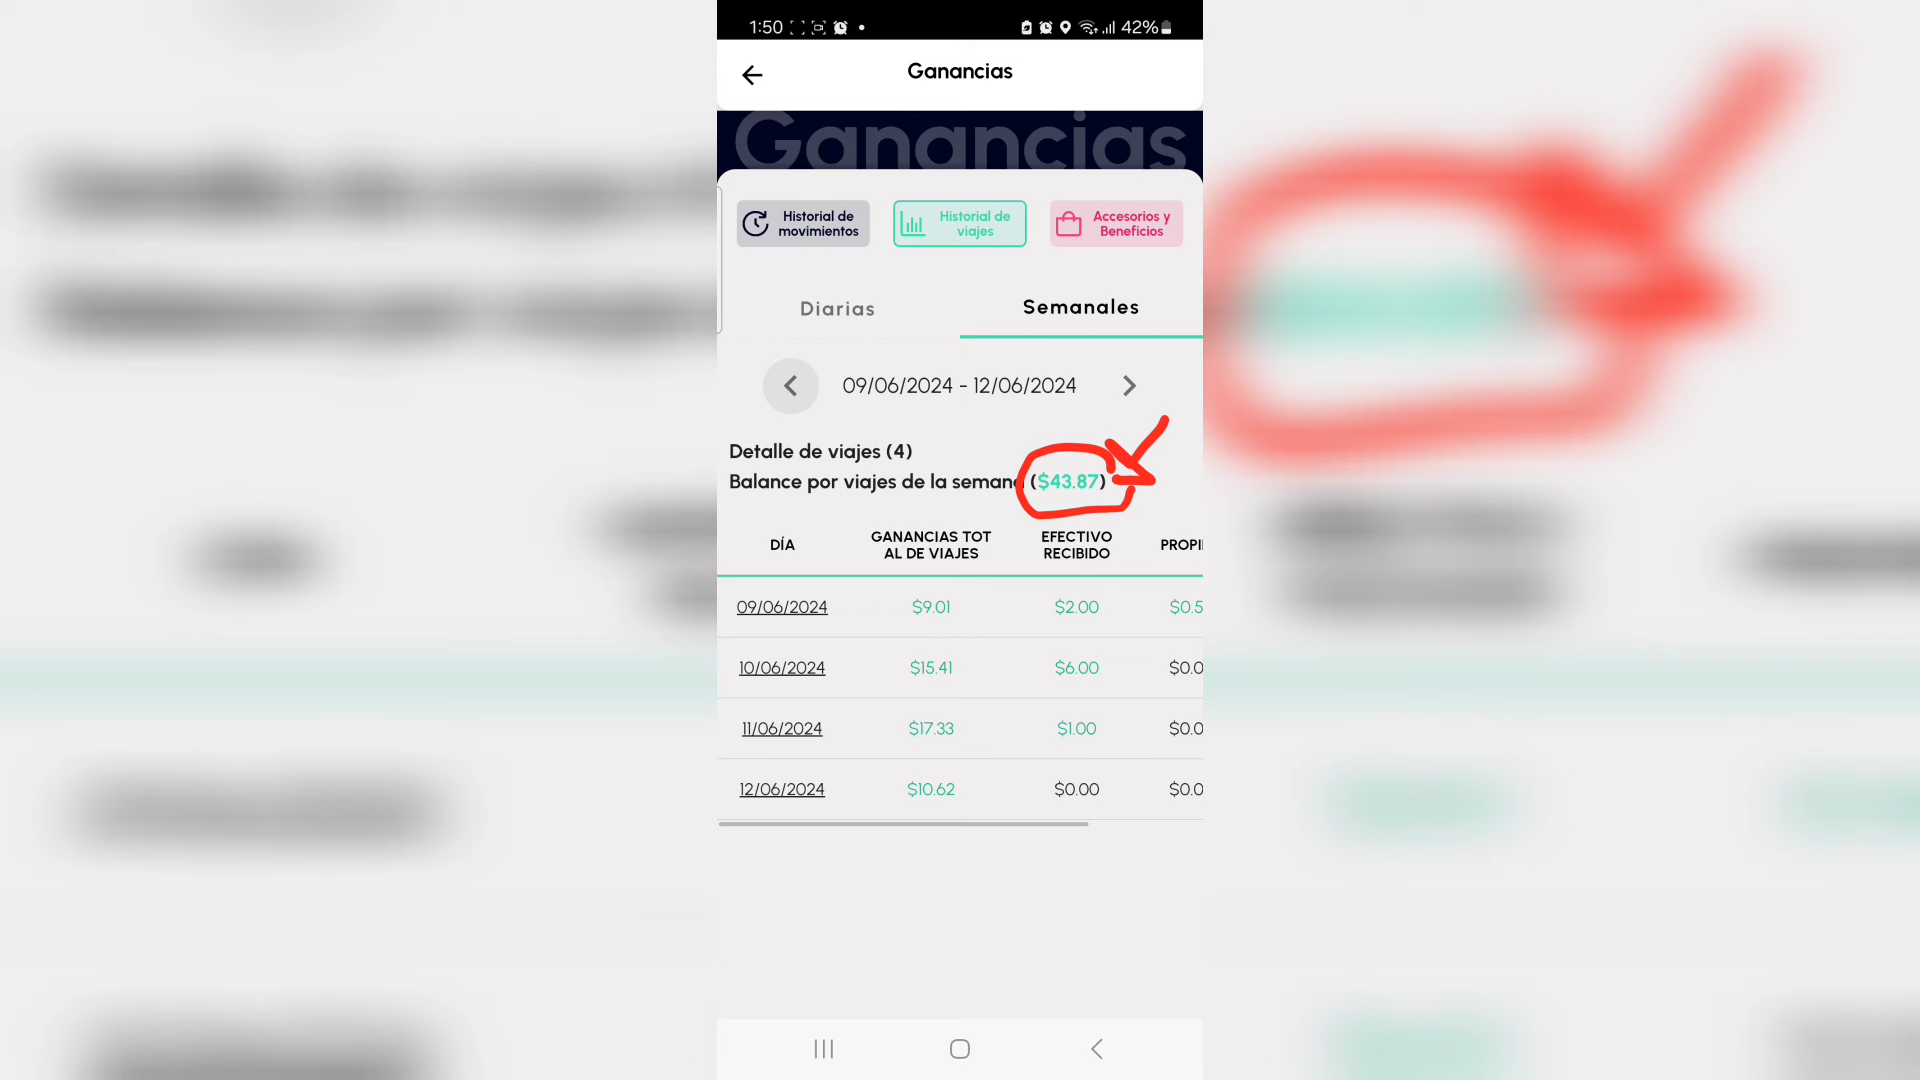 1:50
42%
Ganancias
Ganancias
Historial de
movimientos
Historial de
viajes
Accesorios y
Beneficios
Diarias
Semanales
09/06/2024 - 12/06/2024
Detalle de viajes (4)
Balance por viajes de la semana ($43.87)
DÍA
GANANCIAS TOT
AL DE VIAJES
EFECTIVO
RECIBIDO
PROPI
09/06/2024 $9.01 $2.00 $0.5
10/06/2024 $15.41 $6.00 $0.0
11/06/2024 $17.33 $1.00 $0.0
12/06/2024 $10.62 $0.00 $0.0